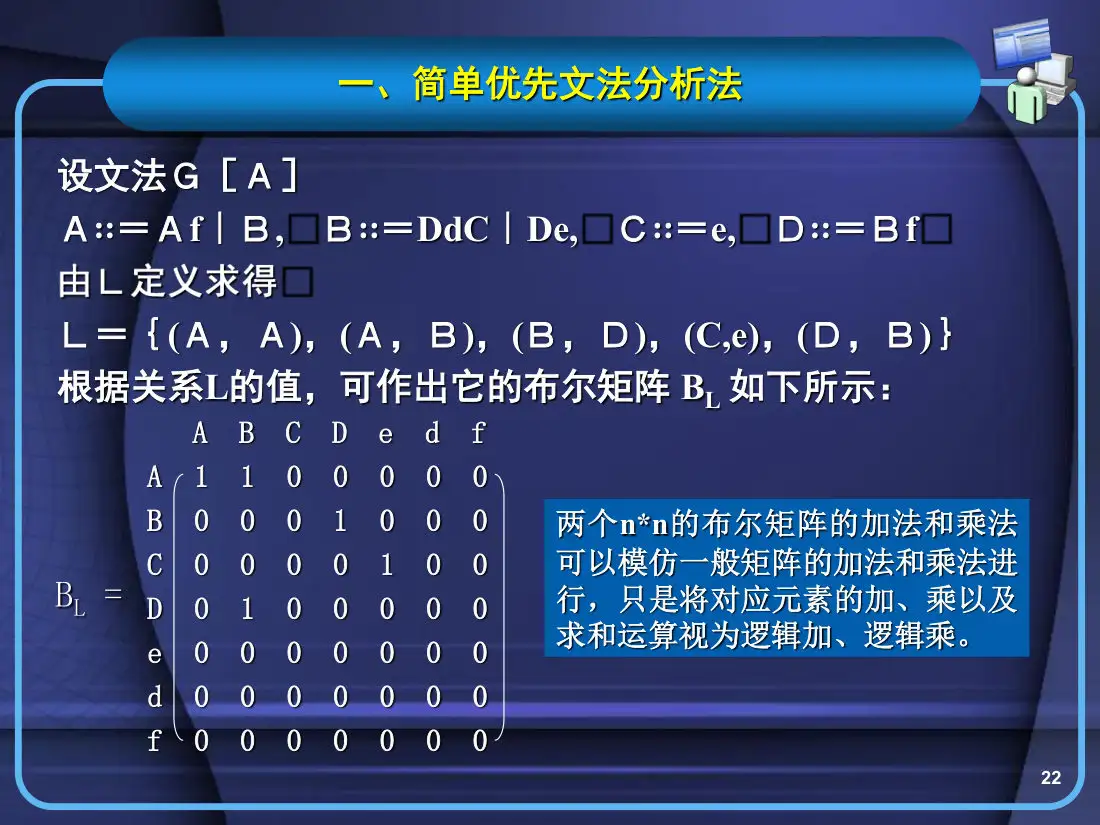 一、简单优先文法分析法
设文法Ｇ［Ａ］
Ａ::＝Ａf｜Ｂ,□Ｂ::＝DdC｜De,□Ｃ::＝e,□Ｄ::＝Ｂf□
由Ｌ定义求得□
Ｌ＝｛(Ａ，Ａ)，(Ａ，Ｂ)，(Ｂ，Ｄ)，(C,e)，(Ｄ，Ｂ)｝
根据关系L的值，可作出它的布尔矩阵 BL 如下所示：
A B C D e d f
A 1 1 0 0 0 0 0
B 0 0 0 1 0 0 0
C 0 0 0 0 1 0 0
BL =
D 0 1 0 0 0 0 0
e 0 0 0 0 0 0 0
d 0 0 0 0 0 0 0
f 0 0 0 0 0 0 0
两个n*n的布尔矩阵的加法和乘法
可以模仿一般矩阵的加法和乘法进
行，只是将对应元素的加、乘以及
求和运算视为逻辑加、逻辑乘。
22